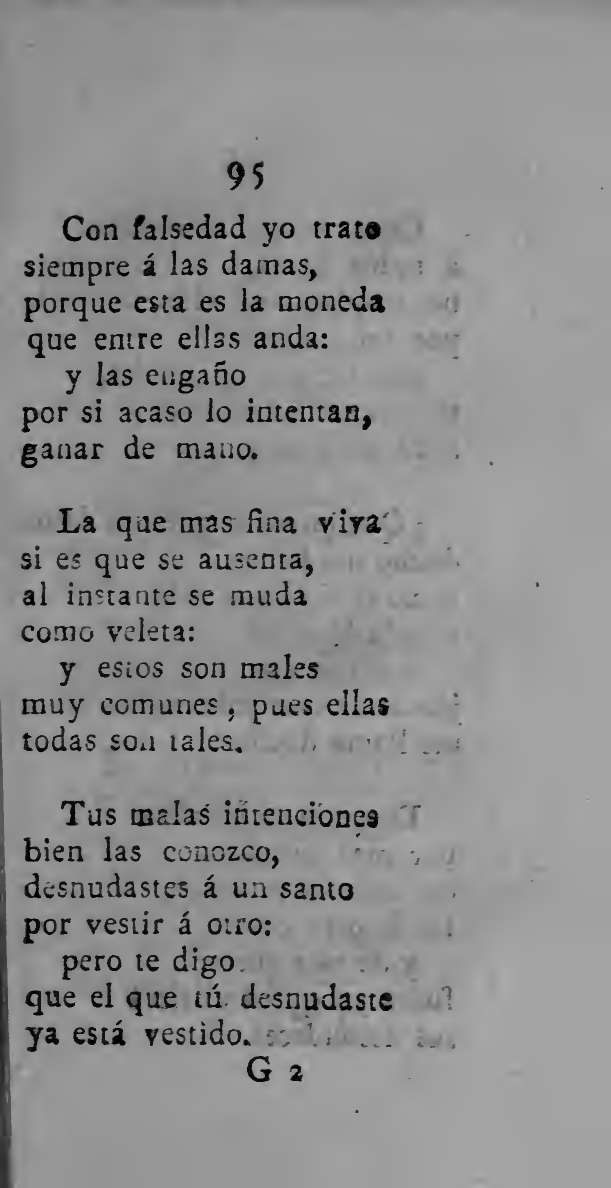 95
Con falsedad yo trato
siempre á las damas,
porque esta es la moneda
que entre ellas anda:
y las engaño
por si acaso lo intentan,
ganar de mano.
La que mas fina viva
si es que se ausenta,
al instante se muda
como veleta:
y estos son males
muy comunes, pues ellas
todas son tales.
Tus malas intenciones
bien las conozco,
desnudastes á un santo
por vestir á otro:
pero te digo
que el que tú desnudaste
ya está vestido.
G 2